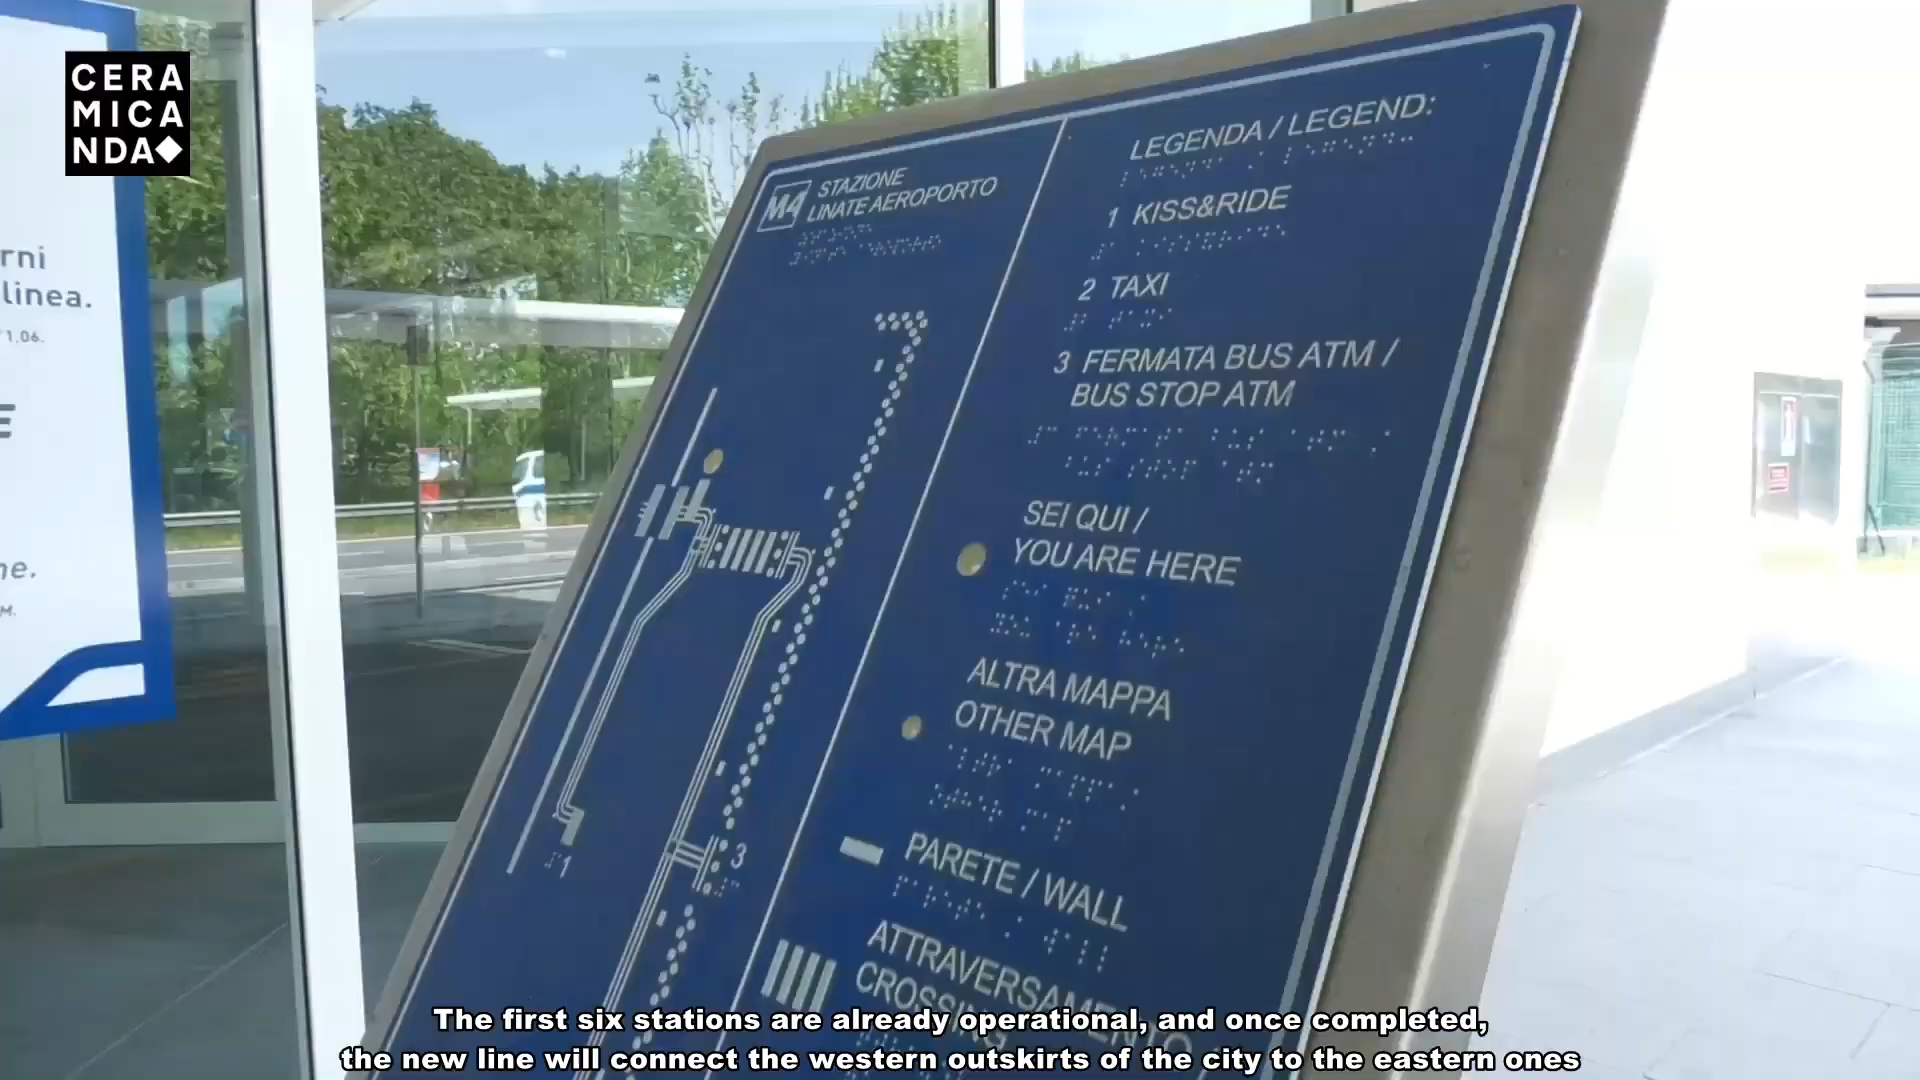 CERA
MICA
NDA
rni
linea.
M4 STAZIONE
LINATE AEROPORTO
1
3
LEGENDA / LEGEND:
1 KISS&RIDE
2 TAXI
3 FERMATA BUS ATM /
BUS STOP ATM
SEI QUI /
YOU ARE HERE
ALTRA MAPPA
OTHER MAP
PARETE / WALL
ATTRAVERSAMENTO
CROSSING
The first six stations are already operational, and once completed,
the new line will connect the western outskirts of the city to the eastern ones